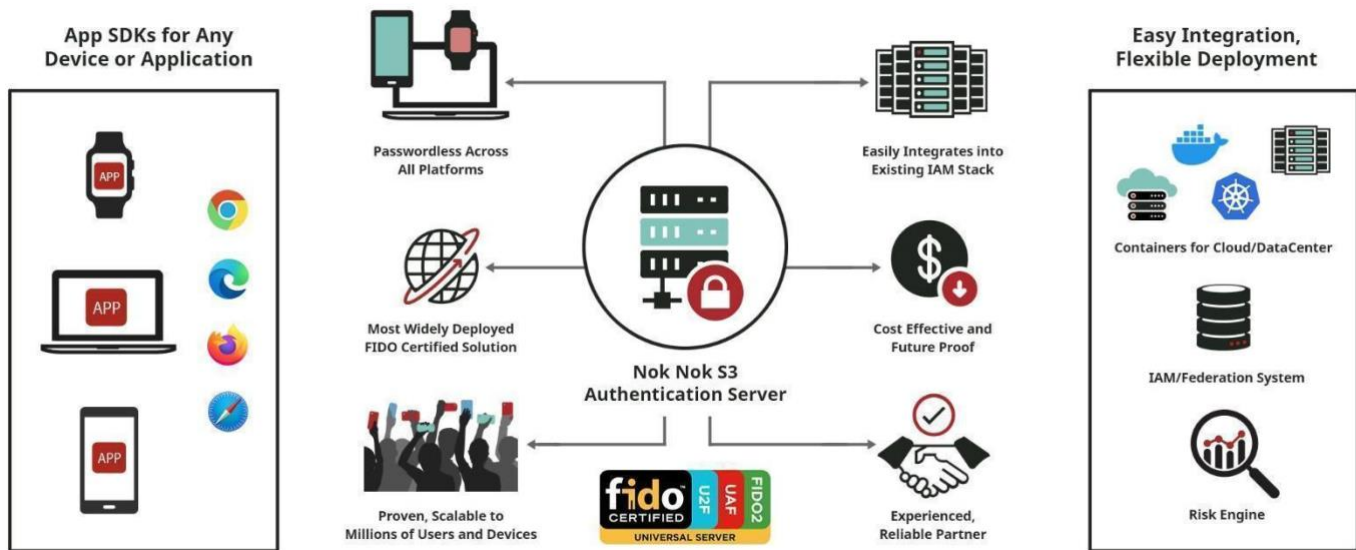 App SDKs for Any
Device or Application
APP
APP
APP
Passwordless Across
All Platforms
Most Widely Deployed
FIDO Certified Solution
Proven, Scalable to
Millions of Users and Devices
Nok Nok S3
Authentication Server
fido™
CERTIFIED
U2F
UAF
FIDO2
UNIVERSAL SERVER
Easily Integrates into
Existing IAM Stack
$
Cost Effective and
Future Proof
Experienced,
Reliable Partner
Easy Integration,
Flexible Deployment
Containers for Cloud/DataCenter
IAM/Federation System
Risk Engine